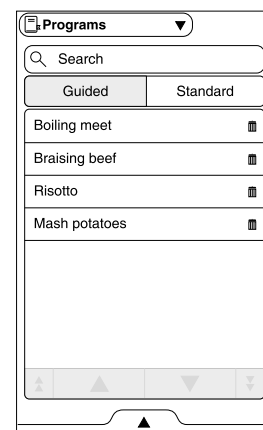 Programs
Search
Guided Standard
Boiling meet
Braising beef
Risotto
Mash potatoes